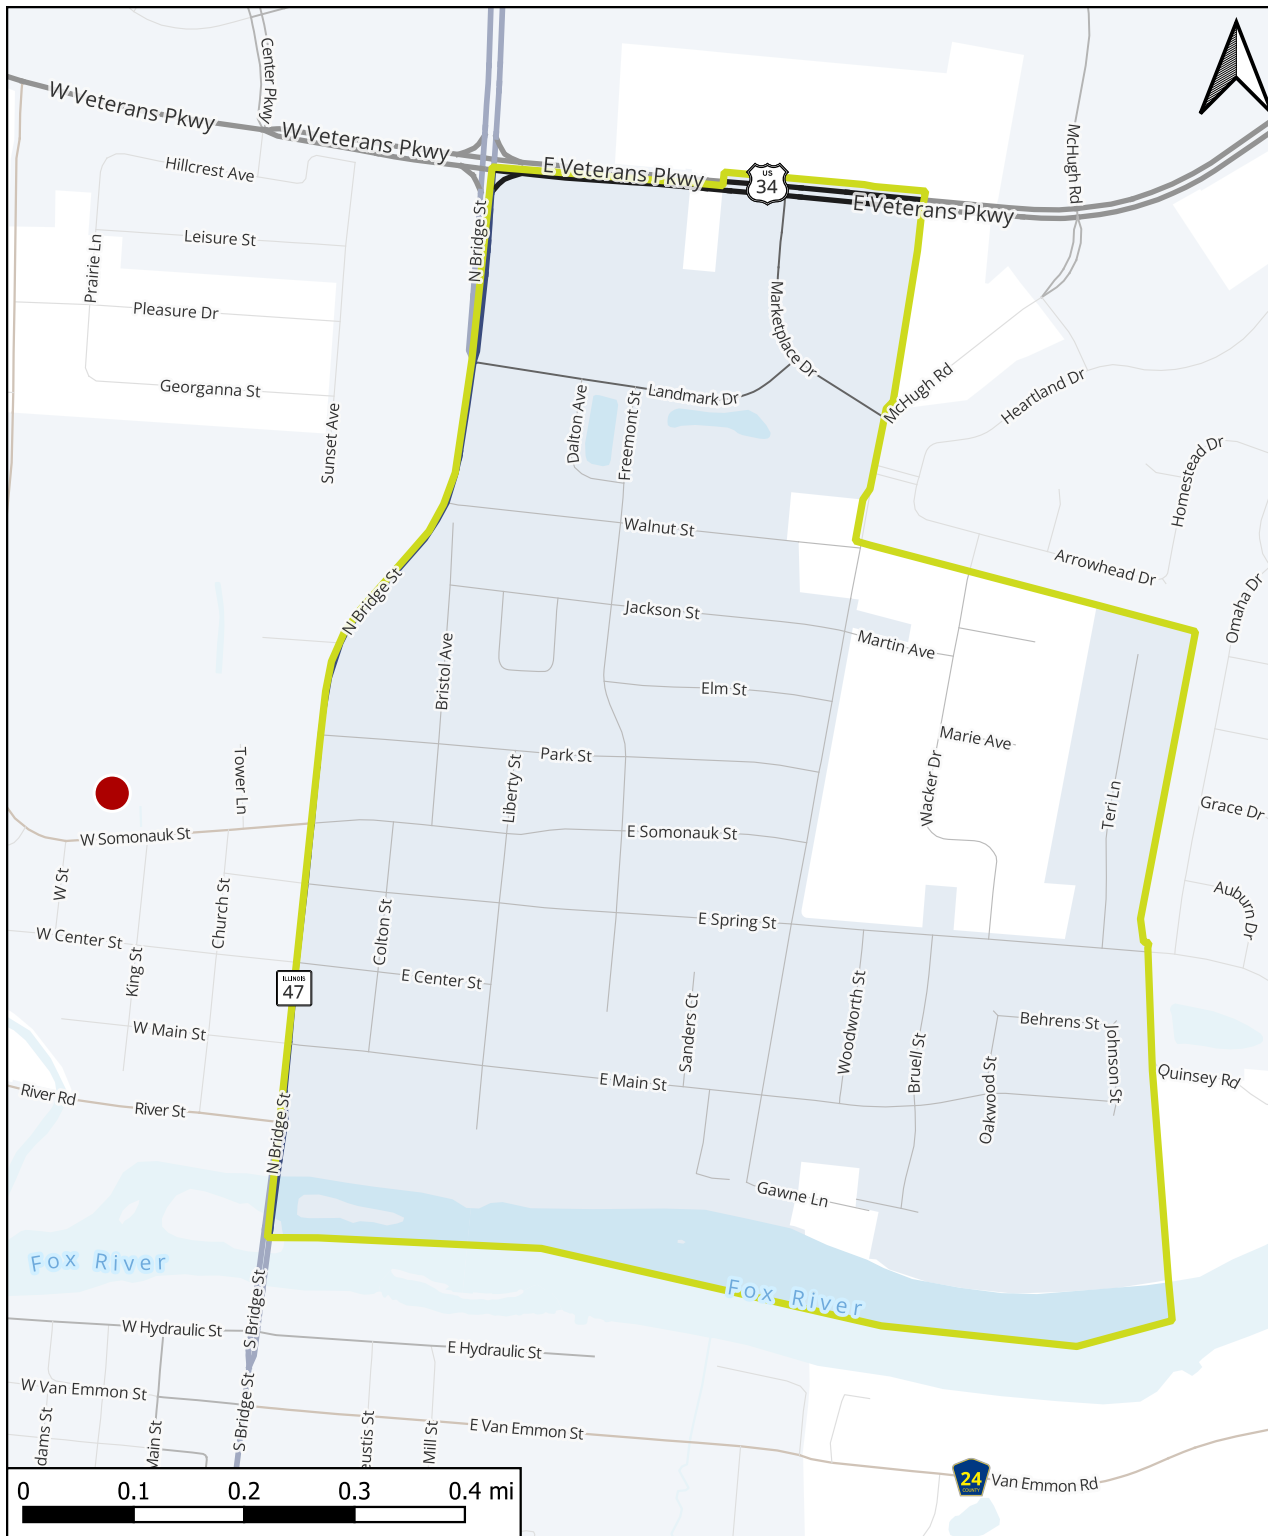 Center Pkwy
W Veterans Pkwy
W Veterans Pkwy
E Veterans Pkwy
US
34
E Veterans Pkwy
McHugh Rd
Hillcrest Ave
Leisure St
Prairie Ln
Pleasure Dr
Georganna St
Sunset Ave
N Bridge St
Marketplace Dr
Landmark Dr
McHugh Rd
Heartland Dr
Dalton Ave
Freemont St
Homestead Dr
Walnut St
Arrowhead Dr
Omaha Dr
N Bridge St
Jackson St
Martin Ave
Bristol Ave
Elm St
Marie Ave
Park St
Tower Ln
Liberty St
Wacker Dr
Teri Ln
Grace Dr
W Somonauk St
E Somonauk St
W St
Church St
Colton St
E Spring St
Auburn Dr
W Center St
King St
E Center St
ILLINOIS
47
W Main St
Sanders Ct
Woodworth St
Bruell St
Behrens St
Johnson St
Oakwood St
Quinsey Rd
E Main St
River Rd
River St
N Bridge St
Gawne Ln
Fox River
Fox River
S Bridge St
W Hydraulic St
E Hydraulic St
W Van Emmon St
S Bridge St
E Van Emmon St
dams St
Main St
eustis St
Mill St
24
COUNTY
Van Emmon Rd
0 0.1 0.2 0.3 0.4 mi